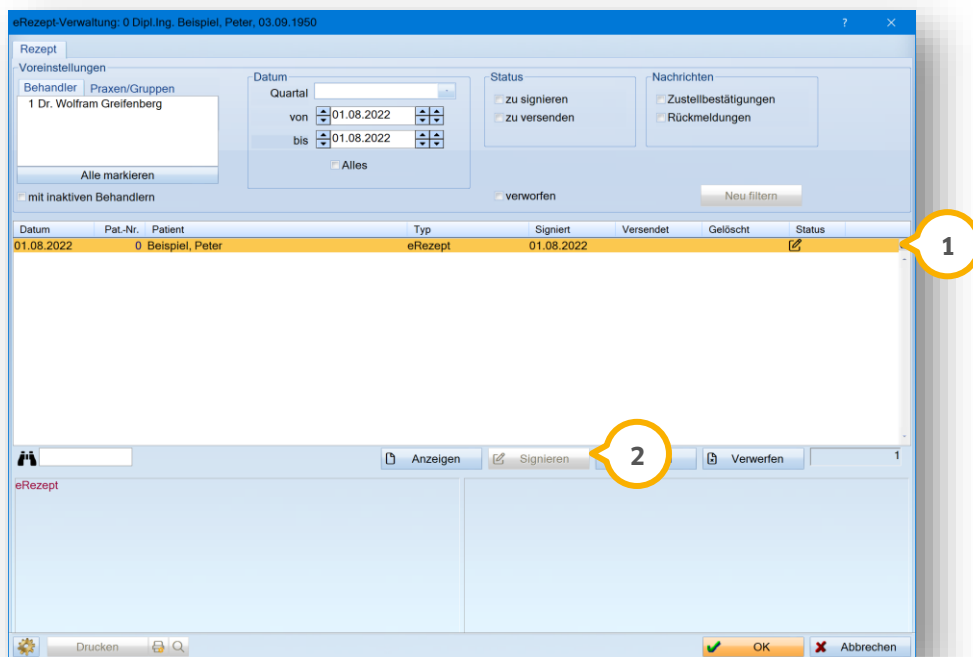 eRezept-Verwaltung: 0 Dipl.Ing. Beispiel, Peter, 03.09.1950 ?
Rezept
Voreinstellungen
Behandler Praxen/Gruppen
1 Dr. Wolfram Greifenberg
Alle markieren
mit inaktiven Behandlern
Datum
Quartal
von 01.08.2022
bis 01.08.2022
Alles
Status
zu signieren
zu versenden
verworfen
Nachrichten
Zustellbestätigungen
Rückmeldungen
Neu filtern
Datum Pat.-Nr. Patient Typ Signiert Versendet Gelöscht Status
01.08.2022 0 Beispiel, Peter eRezept 01.08.2022
1
Anzeigen Signieren 2 Verwerfen 1
eRezept
Drucken OK Abbrechen